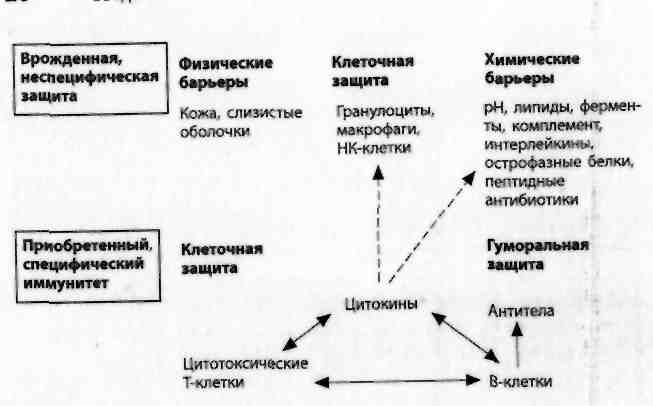 Врожденная,
неспецифическая
защита
Физические
барьеры
Кожа, слизистые
оболочки
Клеточная
защита
Гранулоциты,
макрофаги,
НК-клетки
Химические
барьеры
pH, липиды, фермен-
ты, комплемент,
интерлейкины,
острофазные белки,
пептидные
антибиотики
Приобретенный,
специфический
иммунитет
Клеточная
защита
Гуморальная
защита
Цитокины
Антитела
Цитотоксические
Т-клетки
В-клетки